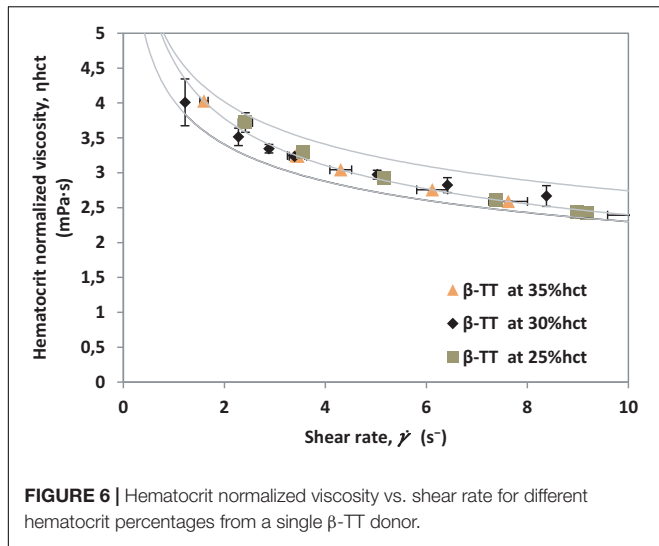 5
4,5
4
3,5
3
2,5
2
1,5
1
0,5
0
Hematocrit normalized viscosity, ηhct
(mPa·s)
β-TT at 35%hct
β-TT at 30%hct
β-TT at 25%hct
0 2 4 6 8 10
Shear rate, γ̇ (s⁻)
FIGURE 6 | Hematocrit normalized viscosity vs. shear rate for different
hematocrit percentages from a single β-TT donor.